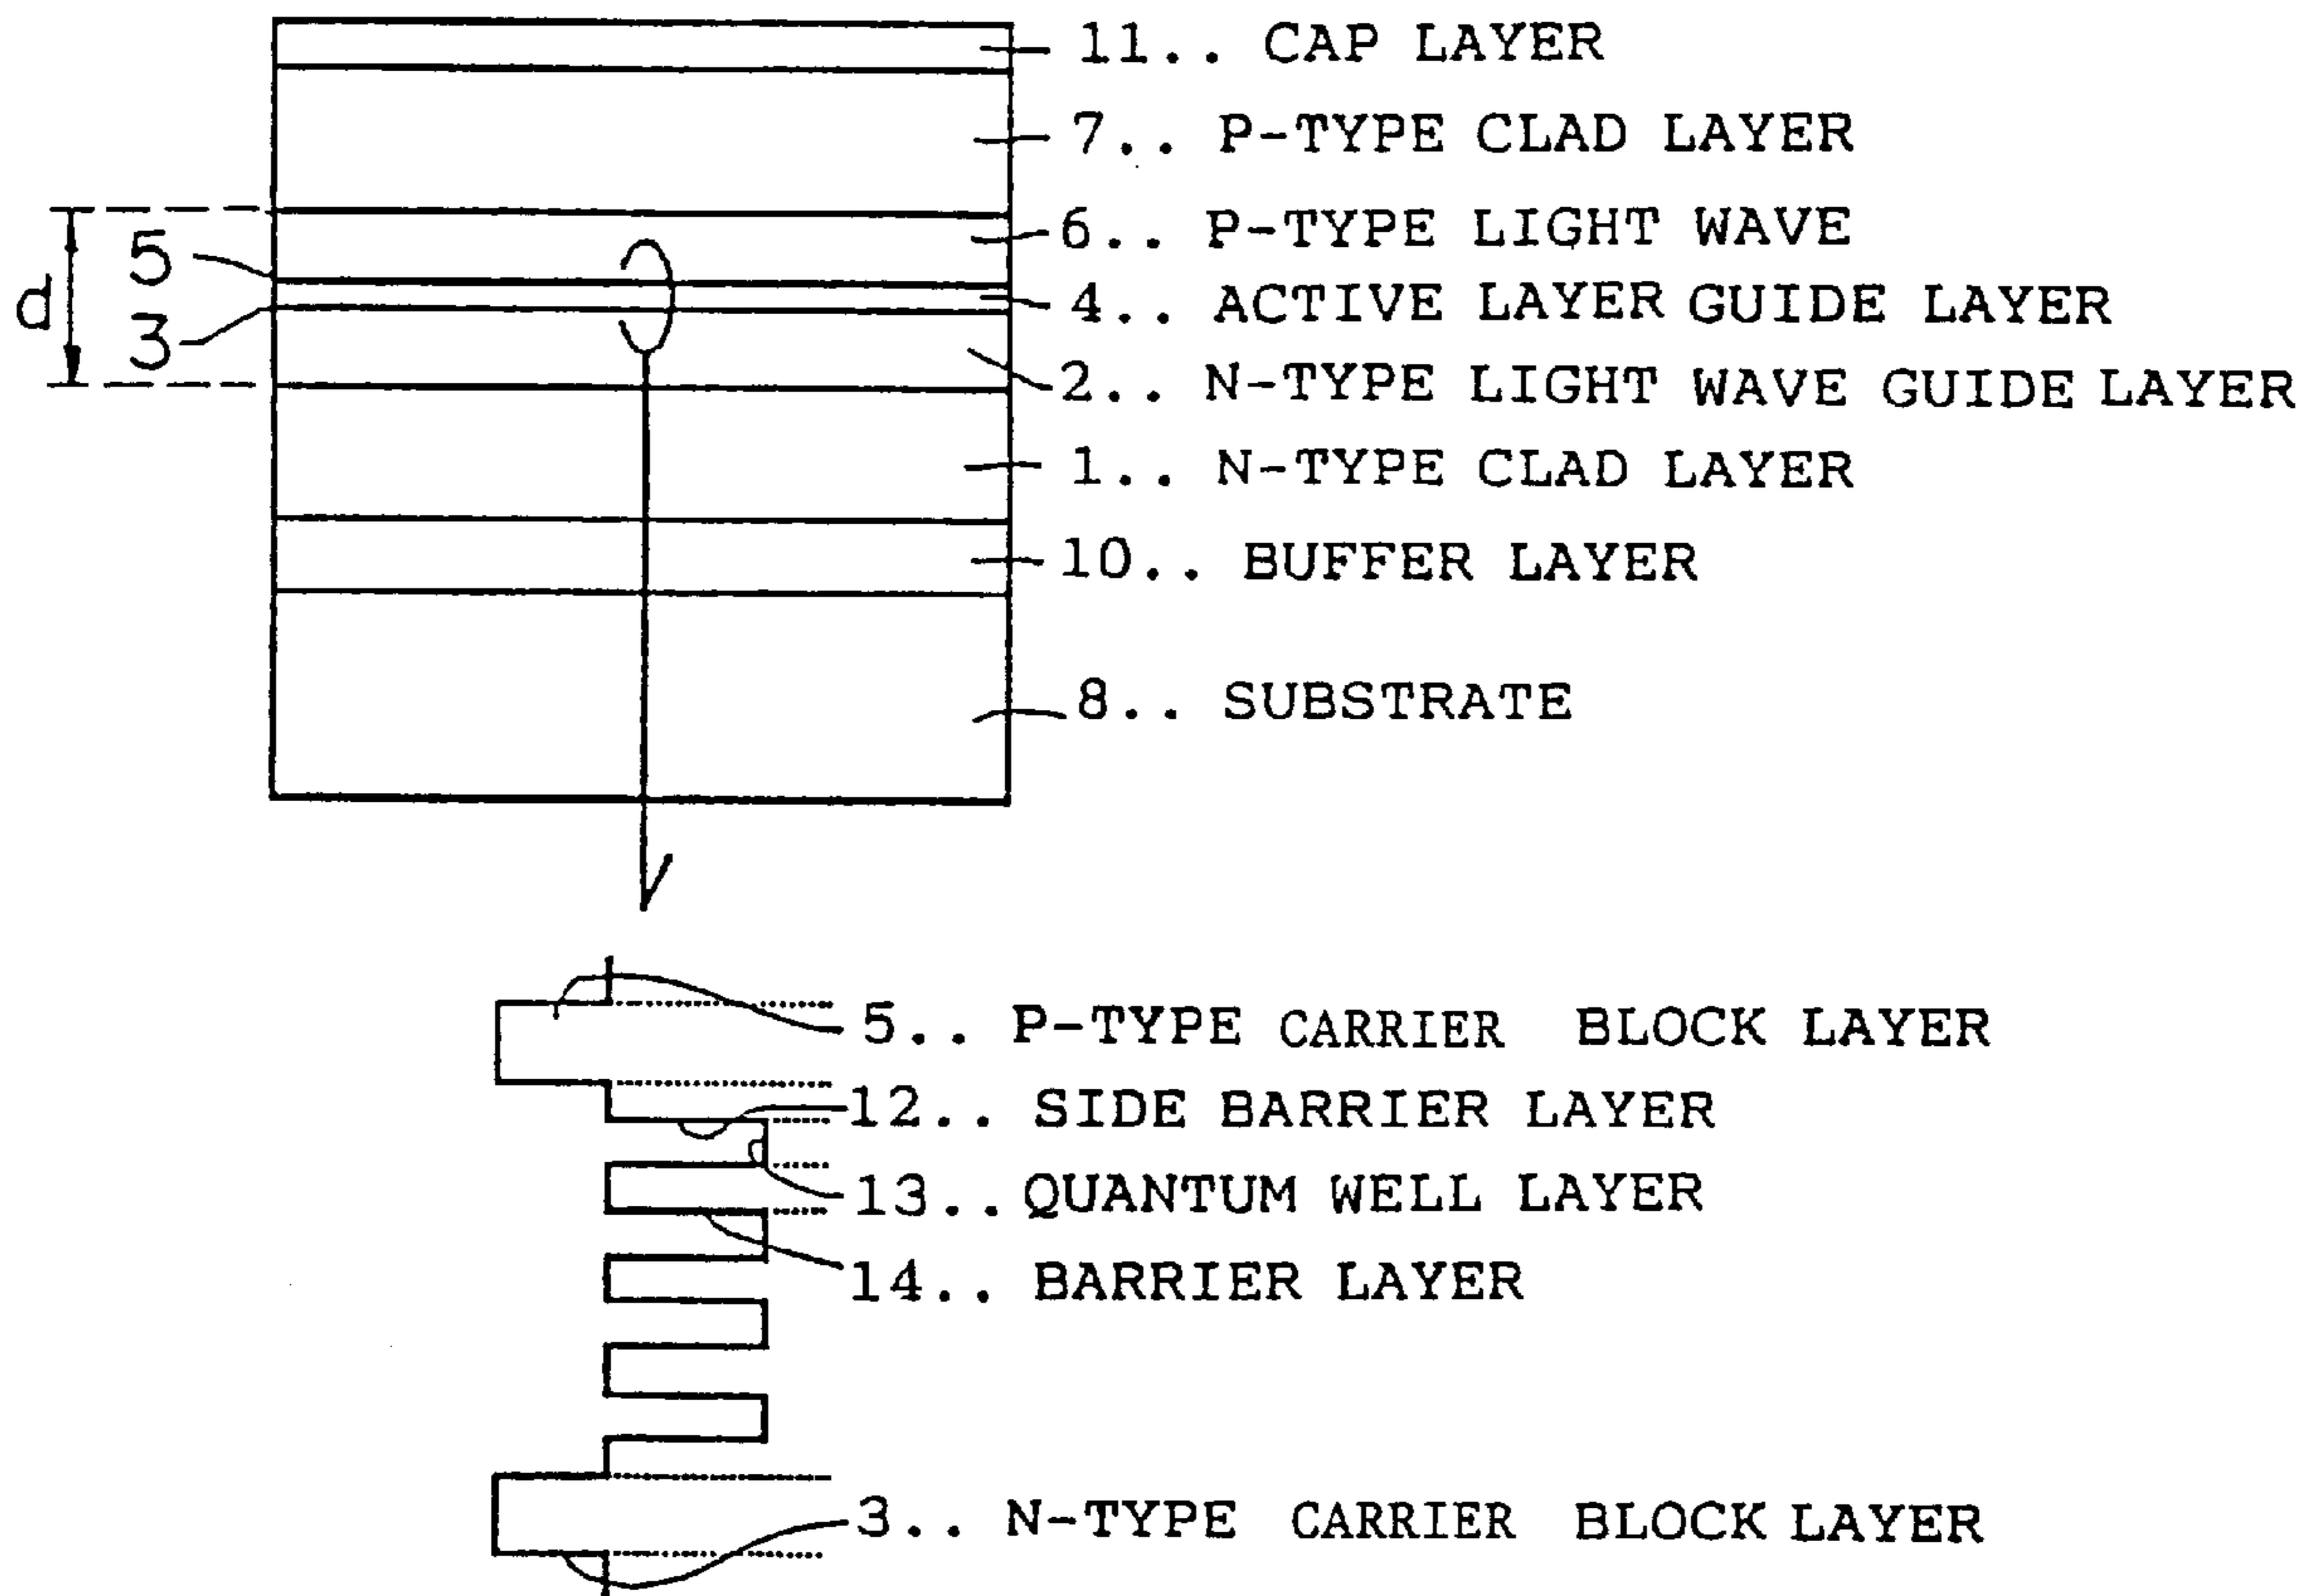 11.. CAP LAYER
7.. P-TYPE CLAD LAYER
6.. P-TYPE LIGHT WAVE
5
4.. ACTIVE LAYER GUIDE LAYER
d
3
2.. N-TYPE LIGHT WAVE GUIDE LAYER
1.. N-TYPE CLAD LAYER
10.. BUFFER LAYER
8.. SUBSTRATE
5.. P-TYPE CARRIER BLOCK LAYER
12.. SIDE BARRIER LAYER
13.. QUANTUM WELL LAYER
14.. BARRIER LAYER
3.. N-TYPE CARRIER BLOCK LAYER